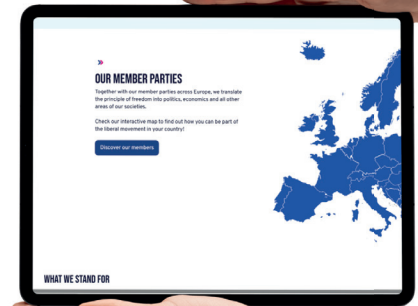 »
OUR MEMBER PARTIES
Together with our member parties across Europe, we translate
the principle of freedom into politics, economics and all other
areas of our societies.
Check our interactive map to find out how you can be part of
the liberal movement in your country!
Discover our members
WHAT WE STAND FOR